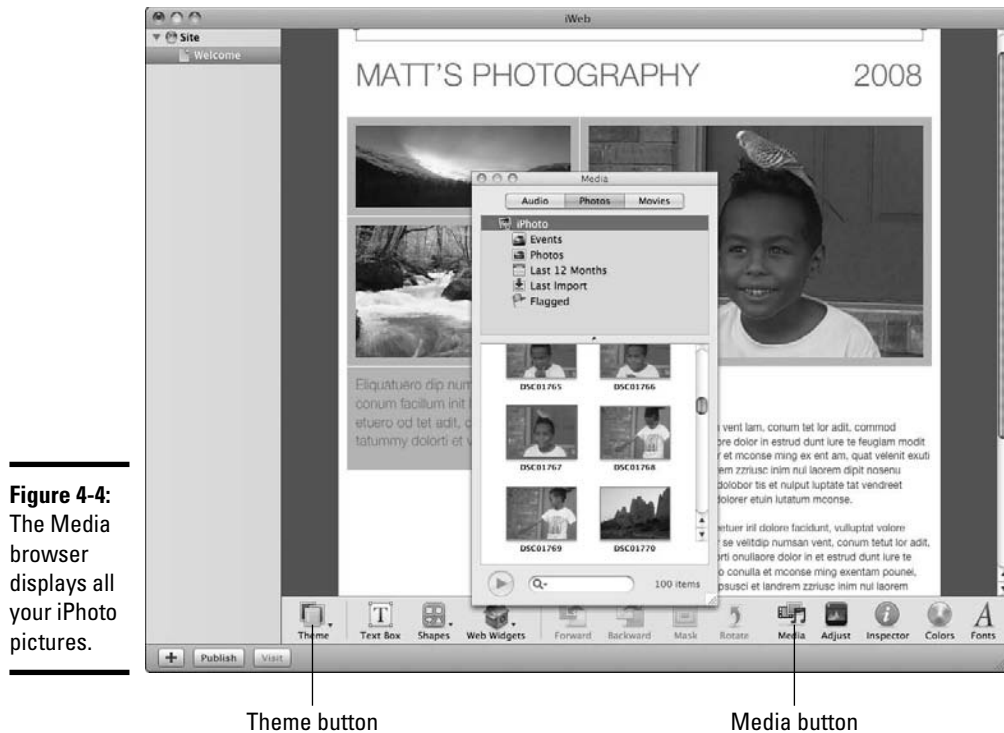 iWeb
Site
Welcome
MATT'S PHOTOGRAPHY 2008
Media
Audio Photos Movies
iPhoto
Events
Photos
Last 12 Months
Last Import
Flagged
DSC01765 DSC01766
DSC01767 DSC01768
DSC01769 DSC01770
100 items
Eliquatuero dip num
conum facillum init l
etuero od tet adit, c
tatummy dolorti et v
vent lam, conum tet lor adit, commod
ore dolor in estrud dunt iure te feugiam modit
r et mconse ming ex ent am, quat velenit exuti
rem zzriusc inim nul laorem dipit nosenu
dolobor tis et nulput luptate tat vendreet
dolorer etuin lutatum mconse.
etuer iril dolore facidunt, vulluptat volore
r se velitdip numsan vent, conum tetut lor adit,
orti onullaore dolor in et estrud dunt iure te
o conulla et mconse ming exentam pounei,
psusci et landrem zzriusc inim nul laorem
Theme Text Box Shapes Web Widgets Forward Backward Mask Rotate Media Adjust Inspector Colors Fonts
Publish Visit
Theme button Media button
Figure 4-4:
The Media
browser
displays all
your iPhoto
pictures.